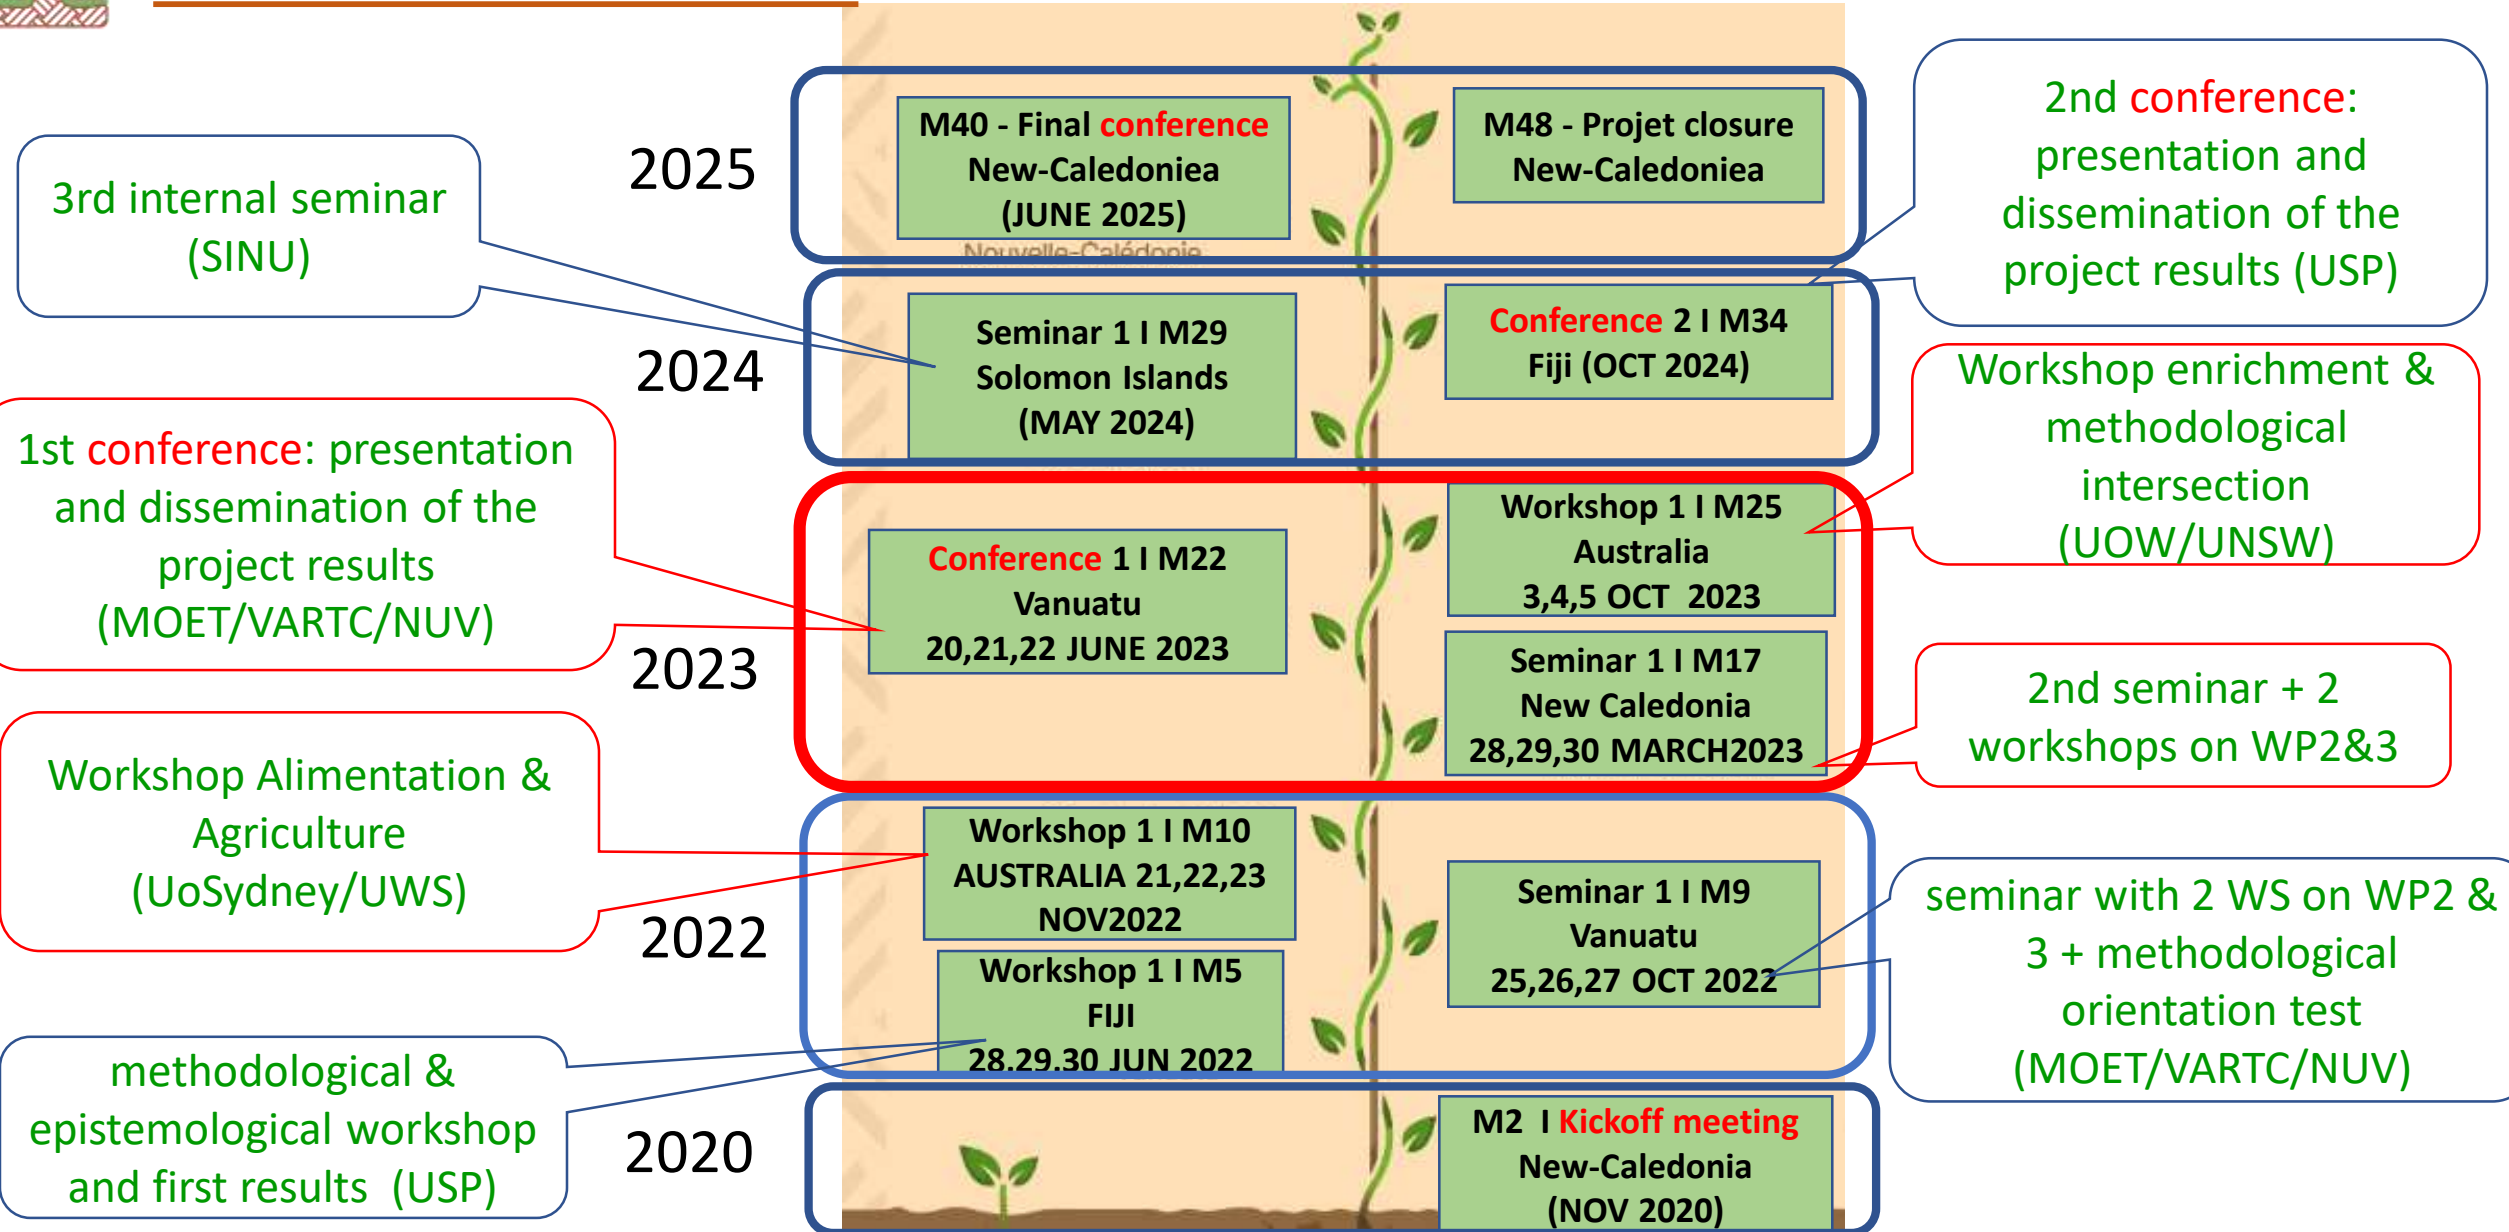 2025
M40 - Final conference
New-Caledoniea
(JUNE 2025)
M48 - Projet closure
New-Caledoniea
Nouvelle-Calédonie
2nd conference:
presentation and
dissemination of the
project results (USP)
3rd internal seminar
(SINU)
2024
Seminar 1 I M29
Solomon Islands
(MAY 2024)
Conference 2 I M34
Fiji (OCT 2024)
Workshop enrichment &
methodological
intersection
(UOW/UNSW)
1st conference: presentation
and dissemination of the
project results
(MOET/VARTC/NUV)
2023
Conference 1 I M22
Vanuatu
20,21,22 JUNE 2023
Workshop 1 I M25
Australia
3,4,5 OCT 2023
Seminar 1 I M17
New Caledonia
28,29,30 MARCH2023
2nd seminar + 2
workshops on WP2&3
Workshop Alimentation &
Agriculture
(UoSydney/UWS)
2022
Workshop 1 I M10
AUSTRALIA 21,22,23
NOV2022
Workshop 1 I M5
FIJI
28,29,30 JUN 2022
Seminar 1 I M9
Vanuatu
25,26,27 OCT 2022
seminar with 2 WS on WP2 &
3 + methodological
orientation test
(MOET/VARTC/NUV)
methodological &
epistemological workshop
and first results (USP)
2020
M2 I Kickoff meeting
New-Caledonia
(NOV 2020)